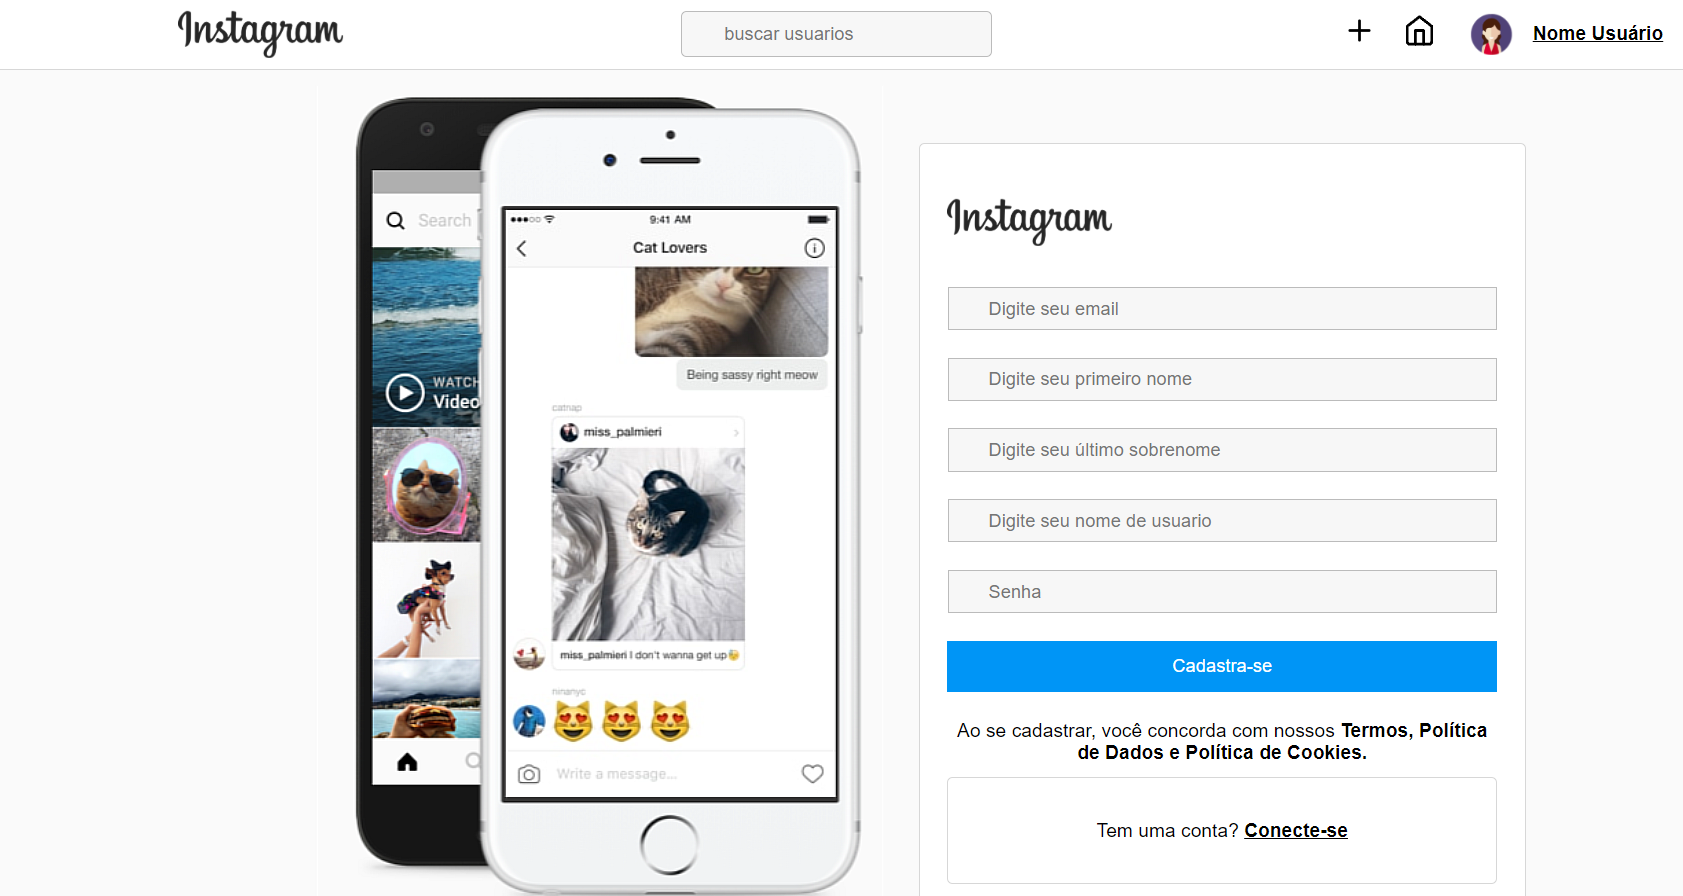 Instagram
buscar usuarios
Nome Usuário
Search
WATCH
Video
9:41 AM
Cat Lovers
Being sassy right meow
catnap
miss_palmieri
miss_palmieri I don't wanna get up
ninanyc
Write a message...
Instagram
Digite seu email
Digite seu primeiro nome
Digite seu último sobrenome
Digite seu nome de usuario
Senha
Cadastra-se
Ao se cadastrar, você concorda com nossos Termos, Política
de Dados e Política de Cookies.
Tem uma conta? Conecte-se